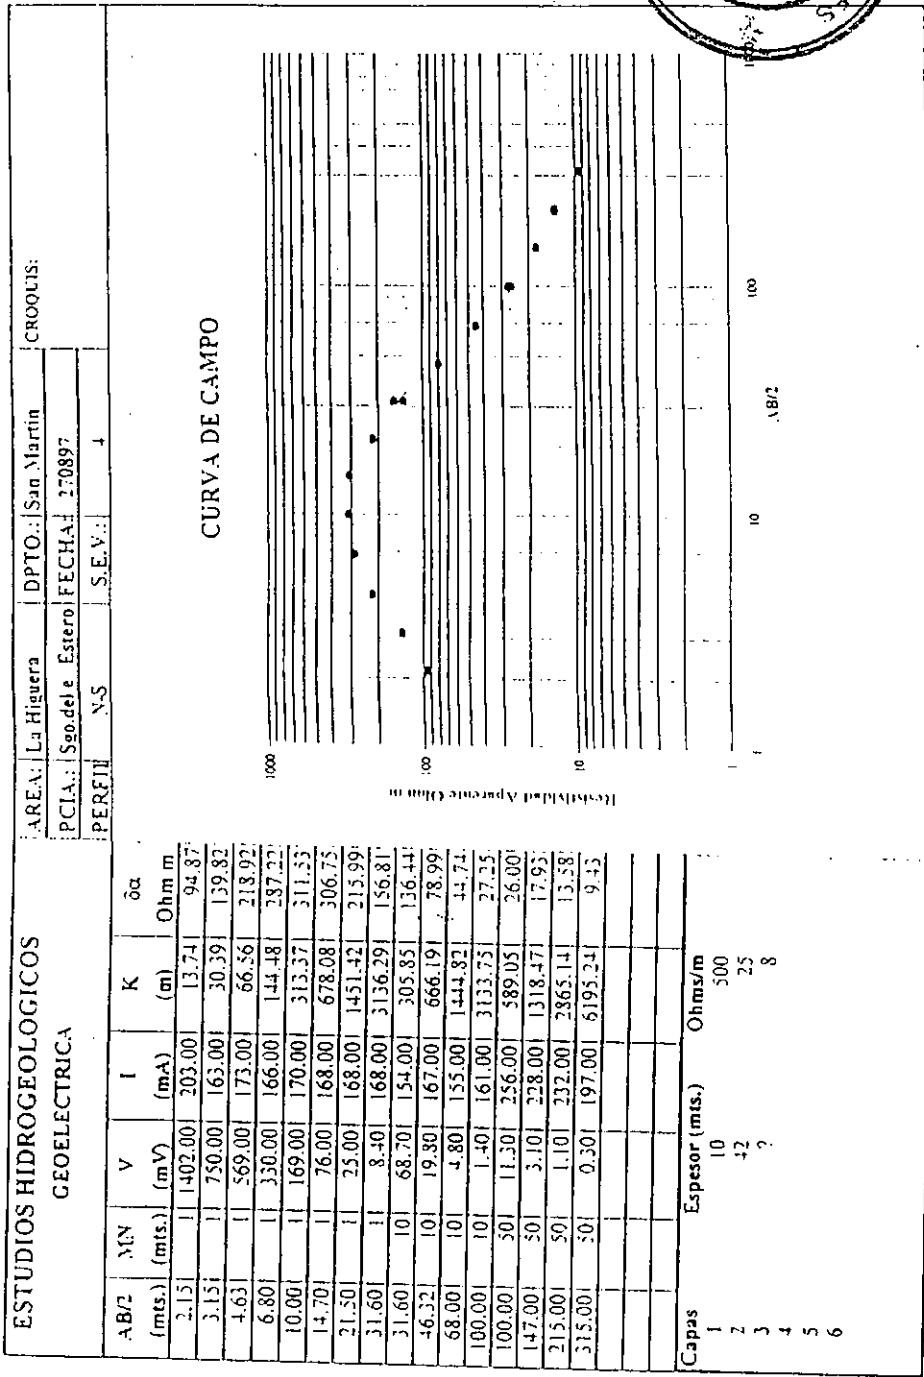 ESTUDIOS HIDROGEOLOGICOS
GEOELECTRICA
AREA: La Higuera DPTO.: San Martin CROQUIS:
PCIA.: Sgo.del e Estero FECHA: 270897
PERFIL N-S S.E.V.: 4
AB/2 MN V I K δα
(mts.) (mts.) (mV) (mA) (m) Ohm m
2.15 1 1402.00 203.00 13.74 94.87
3.15 1 750.00 163.00 30.39 139.82
4.63 1 569.00 173.00 66.56 218.92
6.80 1 330.00 166.00 144.48 287.22
10.00 1 169.00 170.00 313.37 311.53
14.70 1 76.00 168.00 678.08 306.75
21.50 1 25.00 168.00 1451.42 215.99
31.60 1 8.40 168.00 3136.29 156.81
31.60 10 68.70 154.00 305.85 136.44
46.32 10 19.80 167.00 666.19 78.99
68.00 10 4.80 155.00 1444.82 44.74
100.00 10 1.40 161.00 3133.75 27.25
100.00 50 11.30 256.00 589.05 26.00
147.00 50 3.10 228.00 1318.47 17.93
215.00 50 1.10 232.00 2865.14 13.58
315.00 50 0.30 197.00 6195.24 9.43
Capas Espesor (mts.) Ohms/m
1 10 500
2 42 25
3 ? 8
4
5
6
CURVA DE CAMPO
Resistividad Aparente Ohm m
1000
100
10
1
1 10 100 1000
AB/2